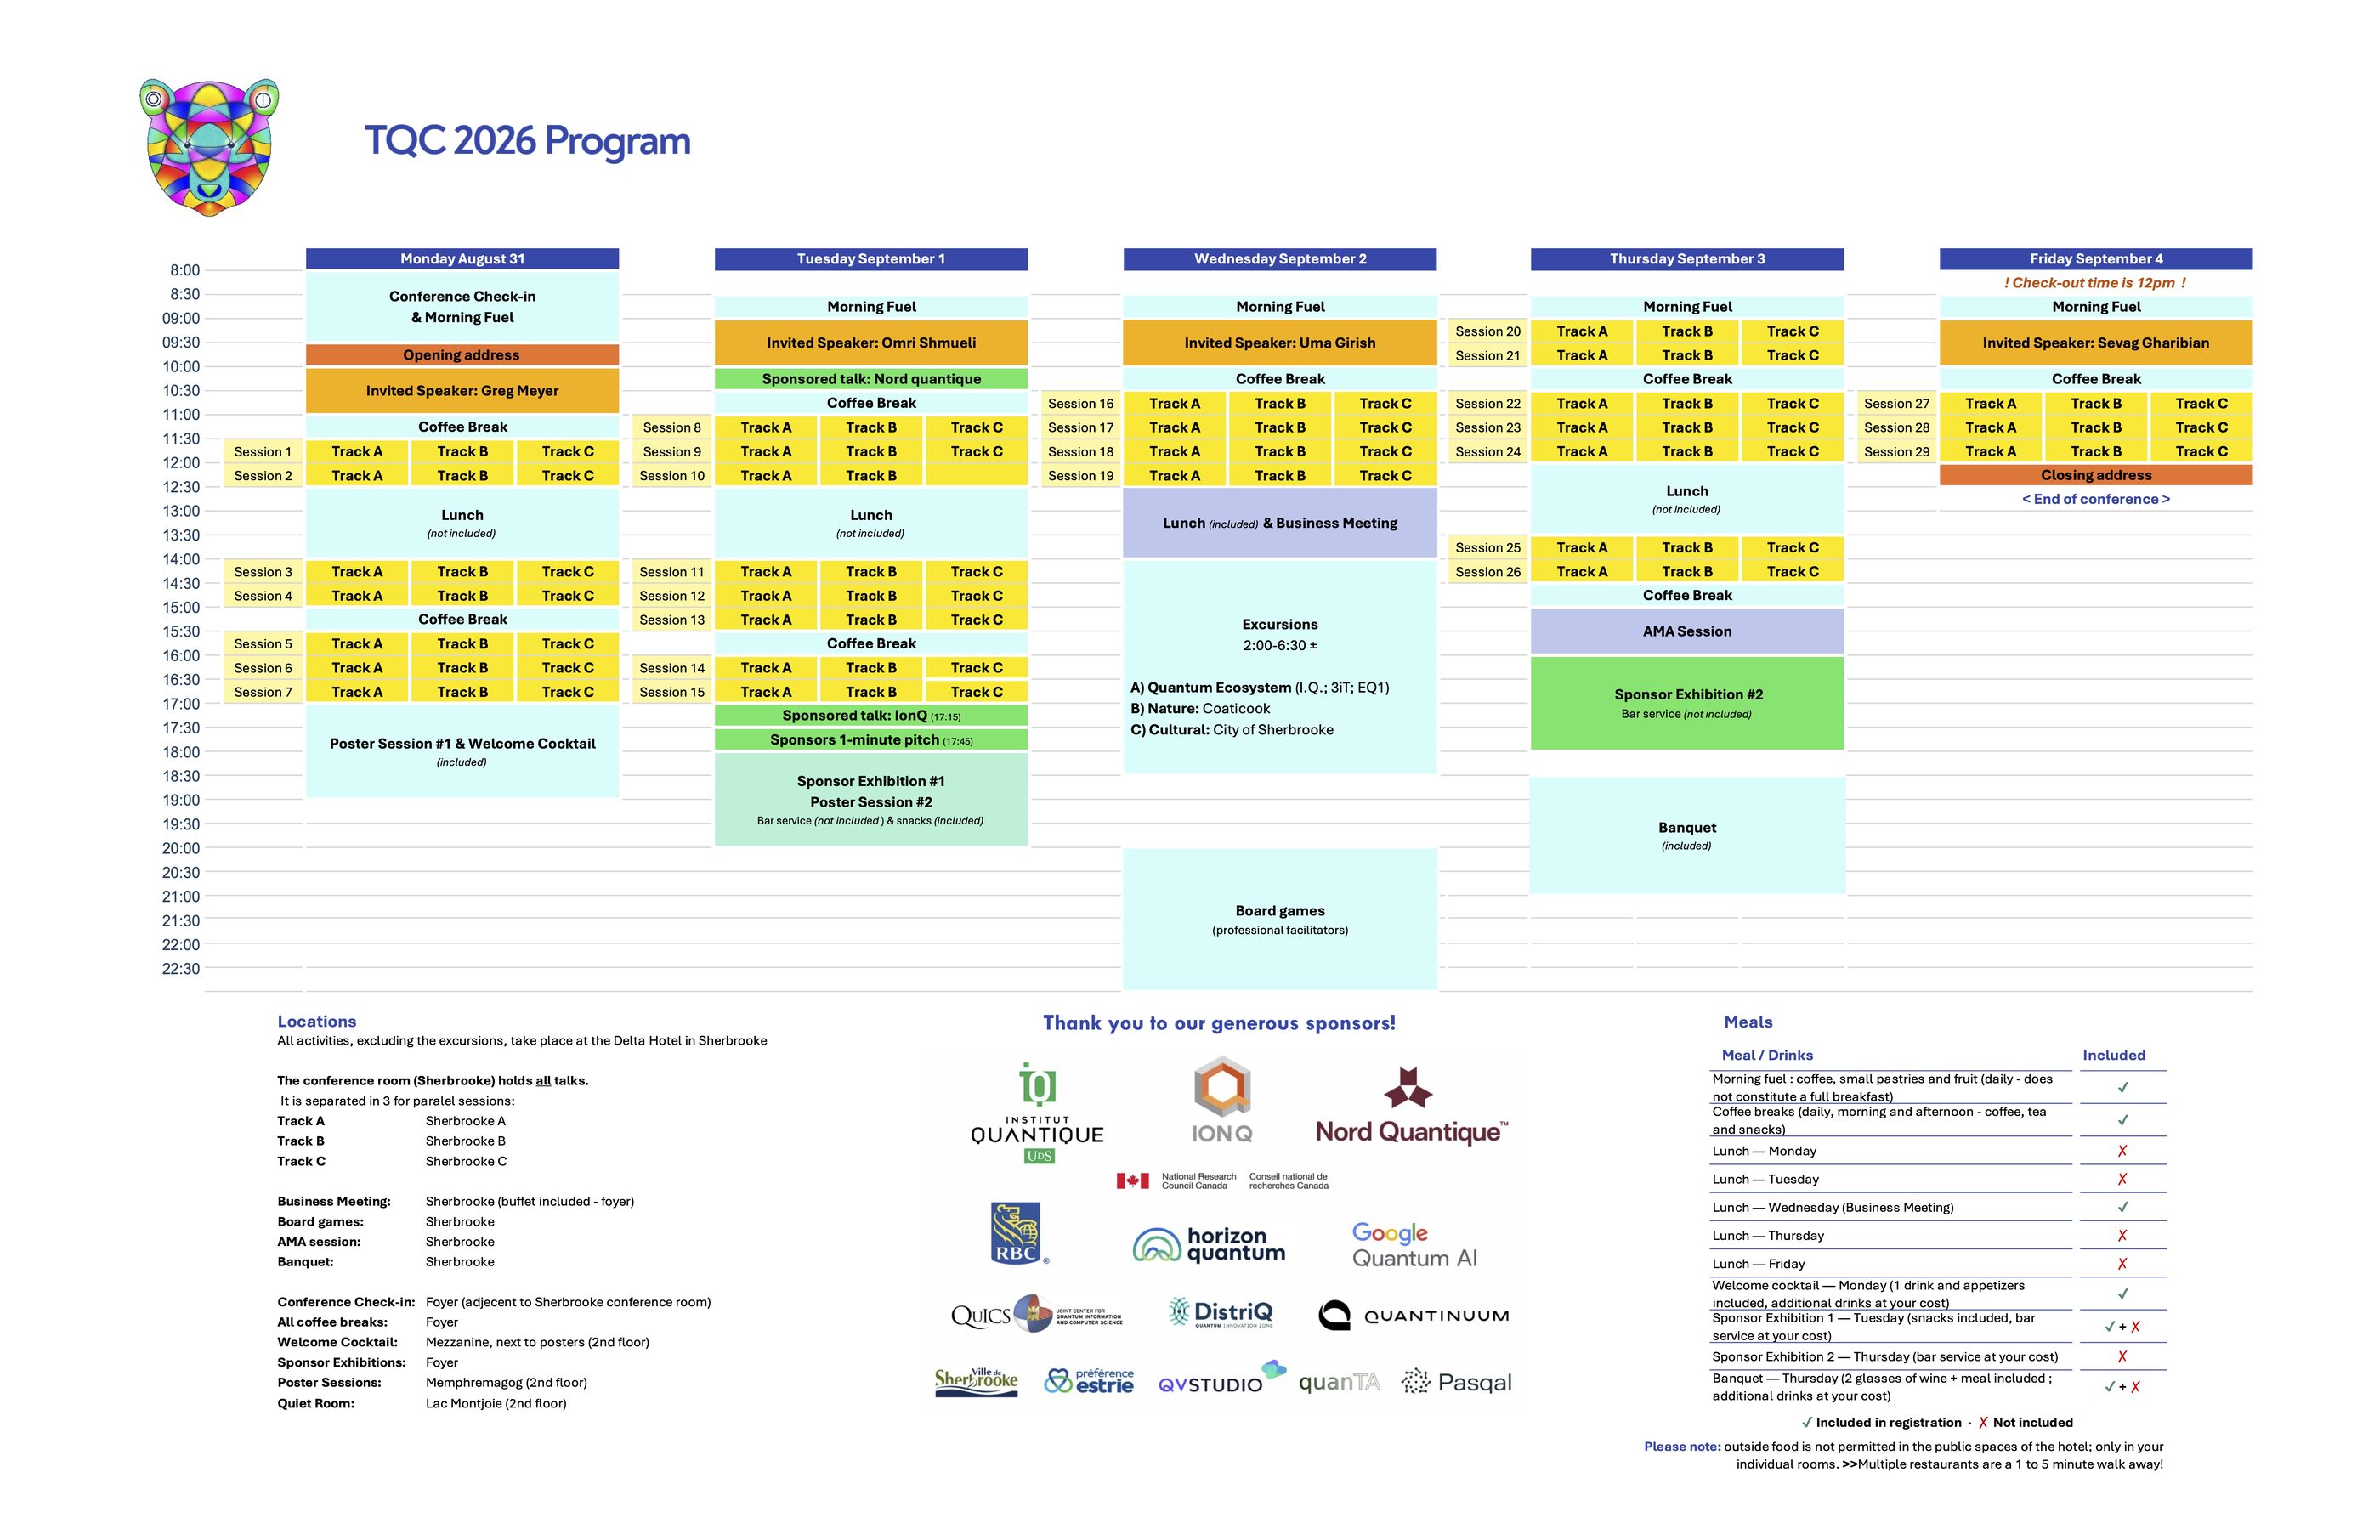 TQC 2026 Program
Monday August 31
Tuesday September 1
Wednesday September 2
Thursday September 3
Friday September 4
8:00
8:30
09:00
09:30
10:00
10:30
11:00
11:30
12:00
12:30
13:00
13:30
14:00
14:30
15:00
15:30
16:00
16:30
17:00
17:30
18:00
18:30
19:00
19:30
20:00
20:30
21:00
21:30
22:00
22:30
Conference Check-in
& Morning Fuel
Opening address
Invited Speaker: Greg Meyer
Coffee Break
Session 1 Track A Track B Track C
Session 2 Track A Track B Track C
Lunch
(not included)
Session 3 Track A Track B Track C
Session 4 Track A Track B Track C
Coffee Break
Session 5 Track A Track B Track C
Session 6 Track A Track B Track C
Session 7 Track A Track B Track C
Poster Session #1 & Welcome Cocktail
(included)
Morning Fuel
Invited Speaker: Omri Shmueli
Sponsored talk: Nord quantique
Coffee Break
Session 8 Track A Track B Track C
Session 9 Track A Track B Track C
Session 10 Track A Track B
Lunch
(not included)
Session 11 Track A Track B Track C
Session 12 Track A Track B Track C
Session 13 Track A Track B Track C
Coffee Break
Session 14 Track A Track B Track C
Session 15 Track A Track B Track C
Sponsored talk: IonQ (17:15)
Sponsors 1-minute pitch (17:45)
Sponsor Exhibition #1
Poster Session #2
Bar service (not included ) & snacks (included)
Morning Fuel
Invited Speaker: Uma Girish
Coffee Break
Session 16 Track A Track B Track C
Session 17 Track A Track B Track C
Session 18 Track A Track B Track C
Session 19 Track A Track B Track C
Lunch (included) & Business Meeting
Excursions
2:00-6:30 ±
A) Quantum Ecosystem (I.Q.; 3iT; EQ1)
B) Nature: Coaticook
C) Cultural: City of Sherbrooke
Board games
(professional facilitators)
Morning Fuel
Session 20 Track A Track B Track C
Session 21 Track A Track B Track C
Coffee Break
Session 22 Track A Track B Track C
Session 23 Track A Track B Track C
Session 24 Track A Track B Track C
Lunch
(not included)
Session 25 Track A Track B Track C
Session 26 Track A Track B Track C
Coffee Break
AMA Session
Sponsor Exhibition #2
Bar service (not included)
Banquet
(included)
! Check-out time is 12pm !
Morning Fuel
Invited Speaker: Sevag Gharibian
Coffee Break
Session 27 Track A Track B Track C
Session 28 Track A Track B Track C
Session 29 Track A Track B Track C
Closing address
< End of conference >
Locations
All activities, excluding the excursions, take place at the Delta Hotel in Sherbrooke
The conference room (Sherbrooke) holds all talks.
It is separated in 3 for paralel sessions:
Track A Sherbrooke A
Track B Sherbrooke B
Track C Sherbrooke C
Business Meeting: Sherbrooke (buffet included - foyer)
Board games: Sherbrooke
AMA session: Sherbrooke
Banquet: Sherbrooke
Conference Check-in: Foyer (adjecent to Sherbrooke conference room)
All coffee breaks: Foyer
Welcome Cocktail: Mezzanine, next to posters (2nd floor)
Sponsor Exhibitions: Foyer
Poster Sessions: Memphremagog (2nd floor)
Quiet Room: Lac Montjoie (2nd floor)
Thank you to our generous sponsors!
INSTITUT
QUANTIQUE
UDS
IONQ
Nord Quantique™
National Research
Council Canada
Conseil national de
recherches Canada
RBC
®
horizon
quantum
Google
Quantum AI
QUICS
JOINT CENTER FOR
QUANTUM INFORMATION
AND COMPUTER SCIENCE
DistriQ
QUANTUM INNOVATION ZONE
QUANTINUUM
Ville de
Sherbrooke
préférence
estrie
QVSTUDIO
quanTA
Pasqal
Meals
Meal / Drinks Included
Morning fuel : coffee, small pastries and fruit (daily - does
not constitute a full breakfast) ✓
Coffee breaks (daily, morning and afternoon - coffee, tea
and snacks) ✓
Lunch — Monday ✗
Lunch — Tuesday ✗
Lunch — Wednesday (Business Meeting) ✓
Lunch — Thursday ✗
Lunch — Friday ✗
Welcome cocktail — Monday (1 drink and appetizers
included, additional drinks at your cost) ✓
Sponsor Exhibition 1 — Tuesday (snacks included, bar
service at your cost) ✓ + ✗
Sponsor Exhibition 2 — Thursday (bar service at your cost) ✗
Banquet — Thursday (2 glasses of wine + meal included ;
additional drinks at your cost) ✓ + ✗
✓ Included in registration · ✗ Not included
Please note: outside food is not permitted in the public spaces of the hotel; only in your
individual rooms. >>Multiple restaurants are a 1 to 5 minute walk away!